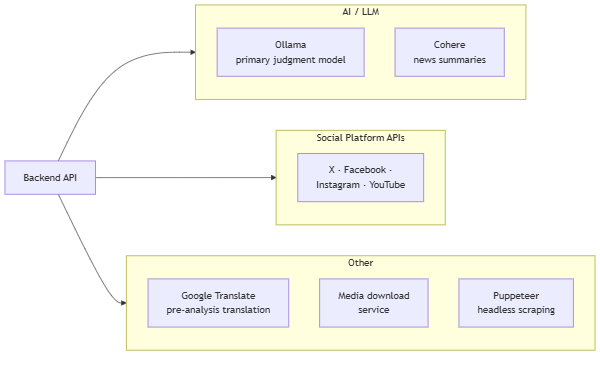 AI / LLM
Ollama
primary judgment model
Cohere
news summaries
Social Platform APIs
Backend API
X · Facebook ·
Instagram · YouTube
Other
Google Translate
pre-analysis translation
Media download
service
Puppeteer
headless scraping